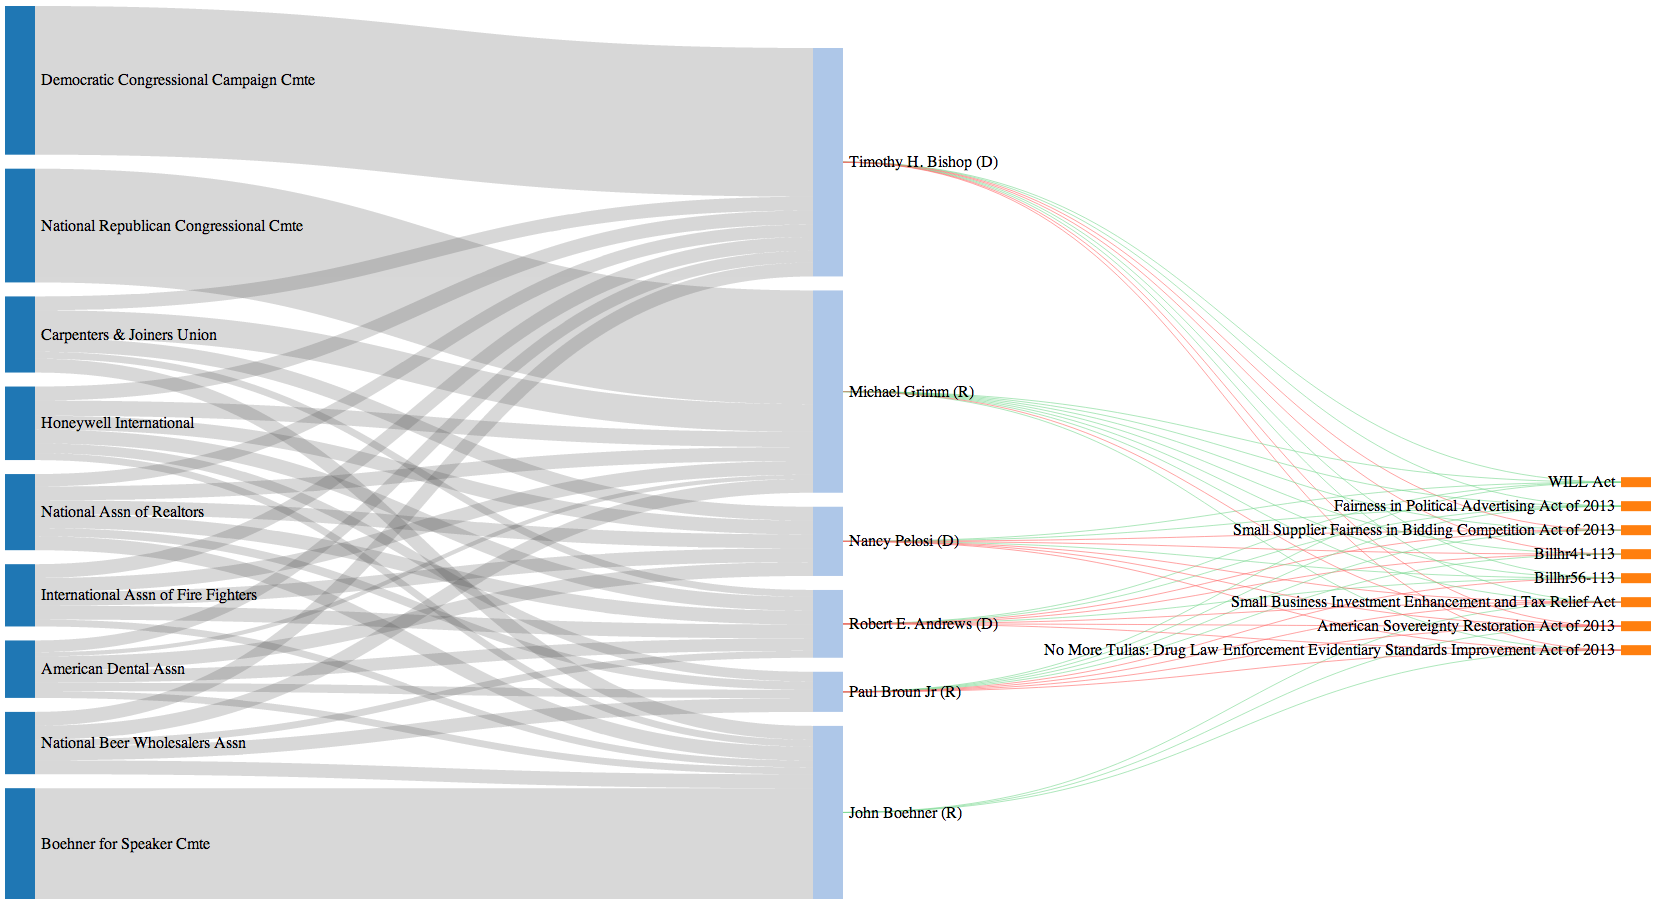 Democratic Congressional Campaign Cmte
National Republican Congressional Cmte
Carpenters & Joiners Union
Honeywell International
National Assn of Realtors
International Assn of Fire Fighters
American Dental Assn
National Beer Wholesalers Assn
Boehner for Speaker Cmte
Timothy H. Bishop (D)
Michael Grimm (R)
Nancy Pelosi (D)
Robert E. Andrews (D)
Paul Broun Jr (R)
John Boehner (R)
WILL Act
Fairness in Political Advertising Act of 2013
Small Supplier Fairness in Bidding Competition Act of 2013
Billhr41-113
Billhr56-113
Small Business Investment Enhancement and Tax Relief Act
American Sovereignty Restoration Act of 2013
No More Tulias: Drug Law Enforcement Evidentiary Standards Improvement Act of 2013